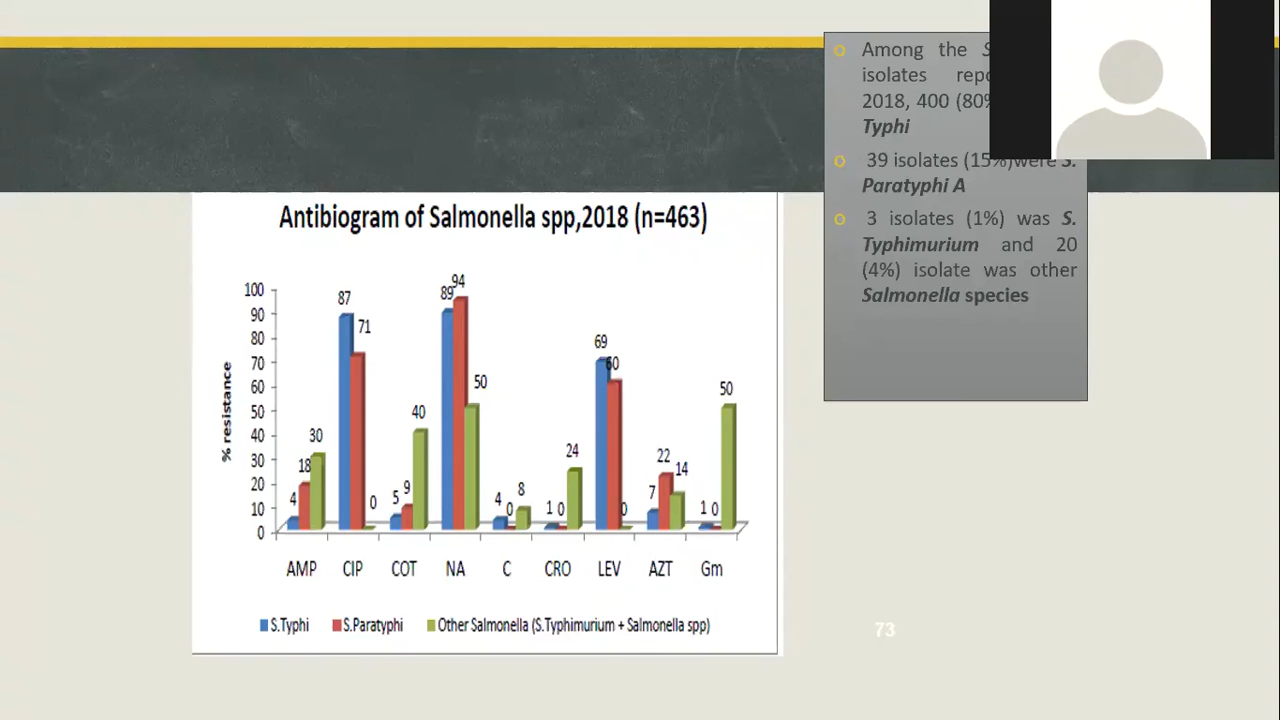 Among the
isolates
2018, 400
Typhi
39 isolates (15%)were S.
Paratyphi A
3 isolates (1%) was S.
Typhimurium and 20
(4%) isolate was other
Salmonella species
Antibiogram of Salmonella spp,2018 (n=463)
% resistance
100
90
80
70
60
50
40
30
20
10
0
4 18 30
87 71 0
5 9 40
89 94 50
4 0 8
1 0 24
69 60 0
7 22 14
1 0 50
AMP CIP COT NA C CRO LEV AZT Gm
S.Typhi S.Paratyphi Other Salmonella (S.Typhimurium + Salmonella spp)
73